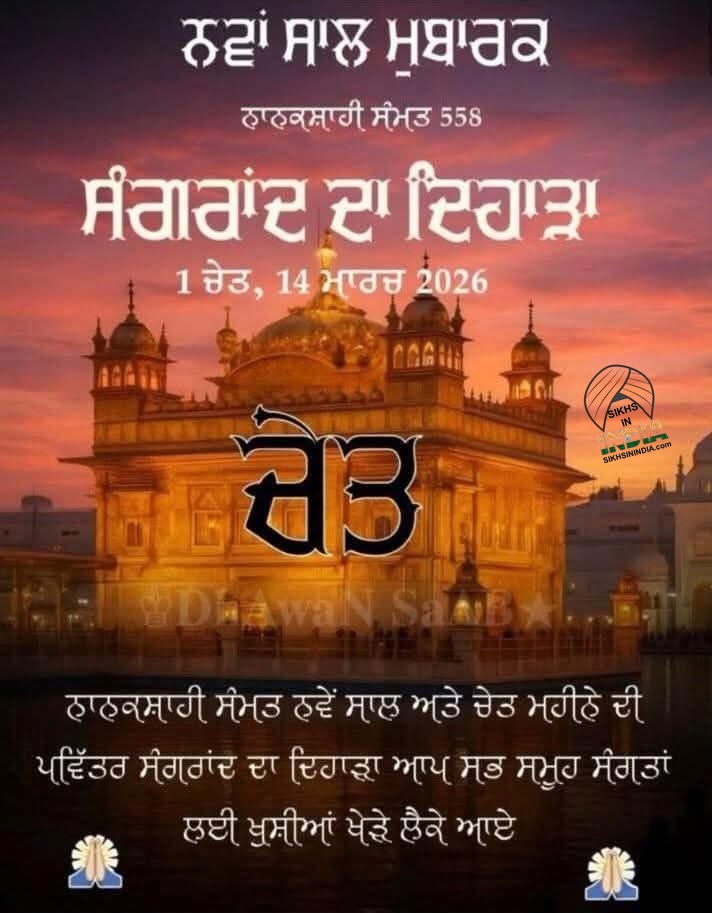 ਨਵਾਂ ਸਾਲ ਮੁਬਾਰਕ
ਨਾਨਕਸ਼ਾਹੀ ਸੰਮਤ 558
ਸੰਗਰਾਂਦ ਦਾ ਦਿਹਾੜਾ
1 ਚੇਤ, 14 ਮਾਰਚ 2026
SIKHS
IN
INDIA
SIKHSININDIA.com
ਚੇਤ
ਨਾਨਕਸ਼ਾਹੀ ਸੰਮਤ ਨਵੇਂ ਸਾਲ ਅਤੇ ਚੇਤ ਮਹੀਨੇ ਦੀ
ਪਵਿੱਤਰ ਸੰਗਰਾਂਦ ਦਾ ਦਿਹਾੜਾ ਆਪ ਸਭ ਸਮੂਹ ਸੰਗਤਾਂ
ਲਈ ਖੁਸ਼ੀਆਂ ਖੇੜੇ ਲੈਕੇ ਆਏ